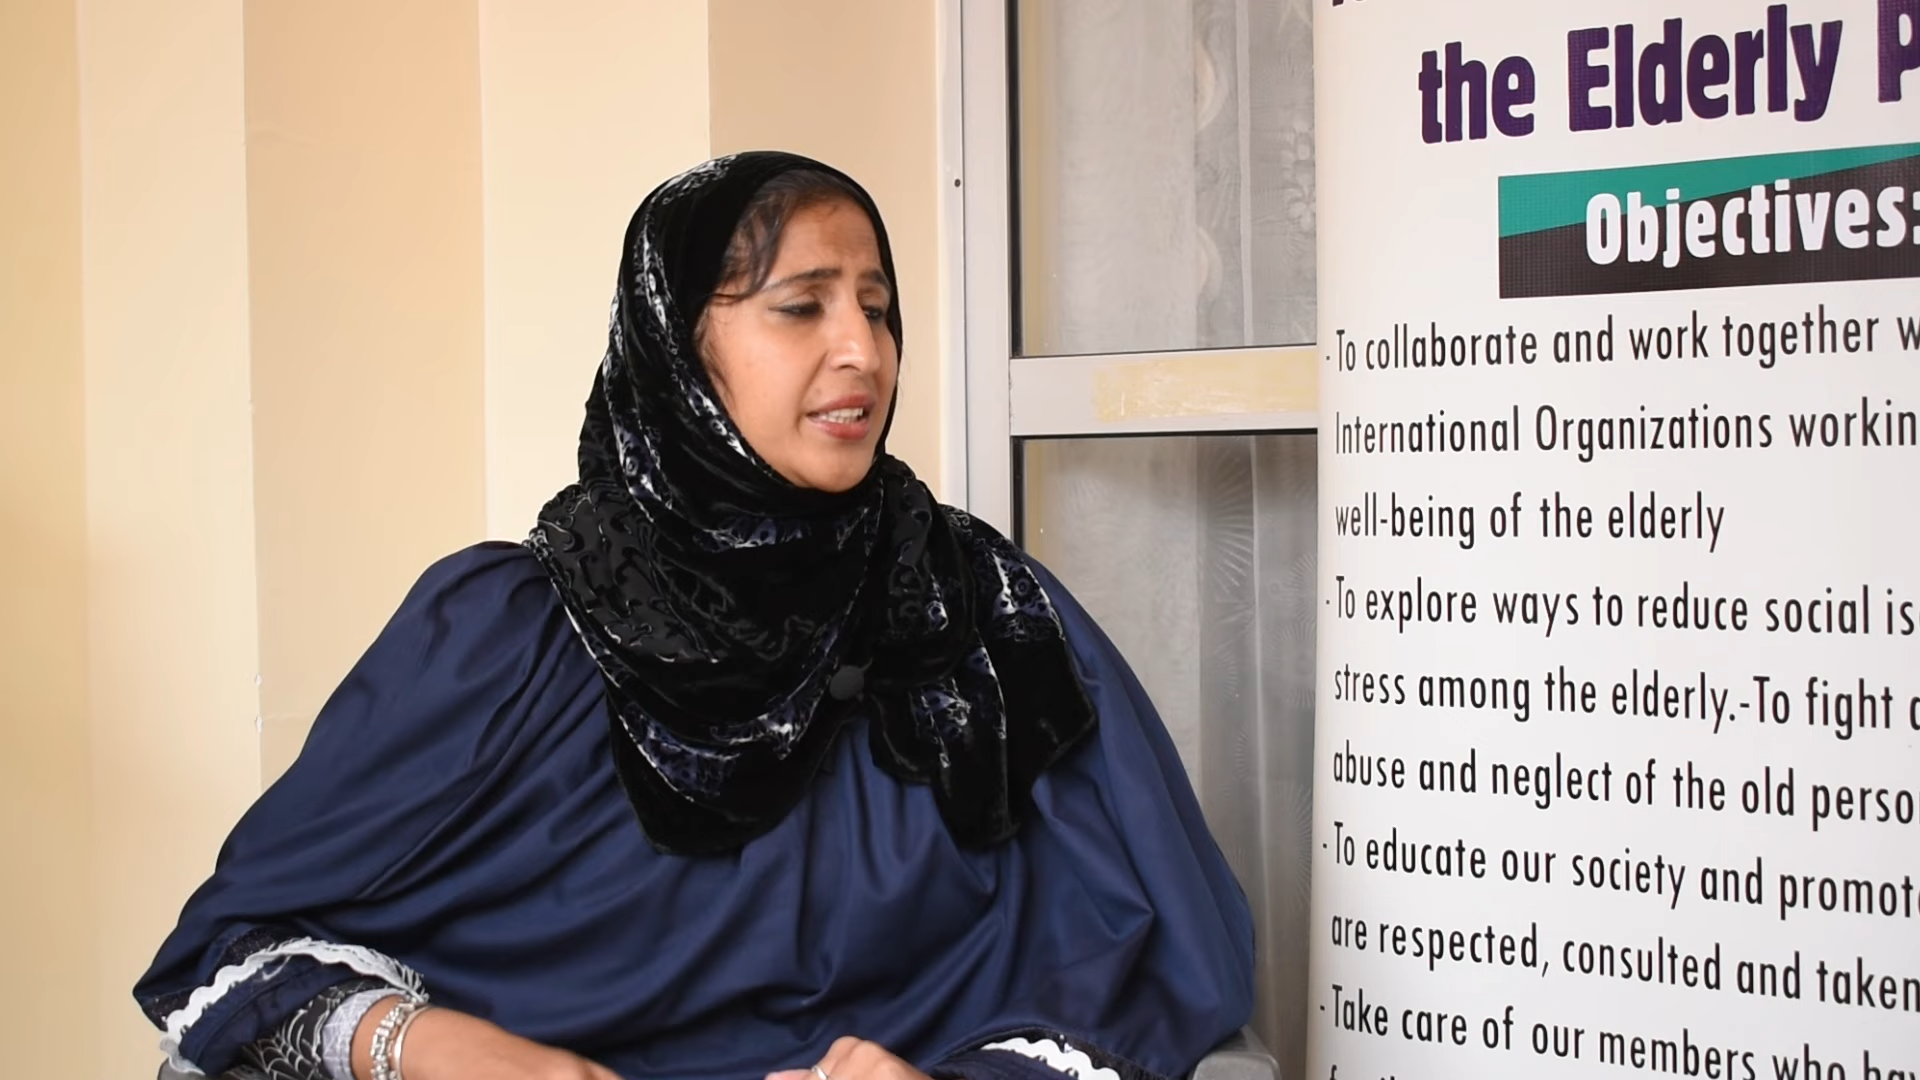 the Elderly
Objectives:
-To collaborate and work together
International Organizations
well-being of the elderly
-To explore ways to reduce social
stress among the elderly.-To fight
abuse and neglect of the old
-To educate our society and
are respected, consulted and taken
-Take care of our members who